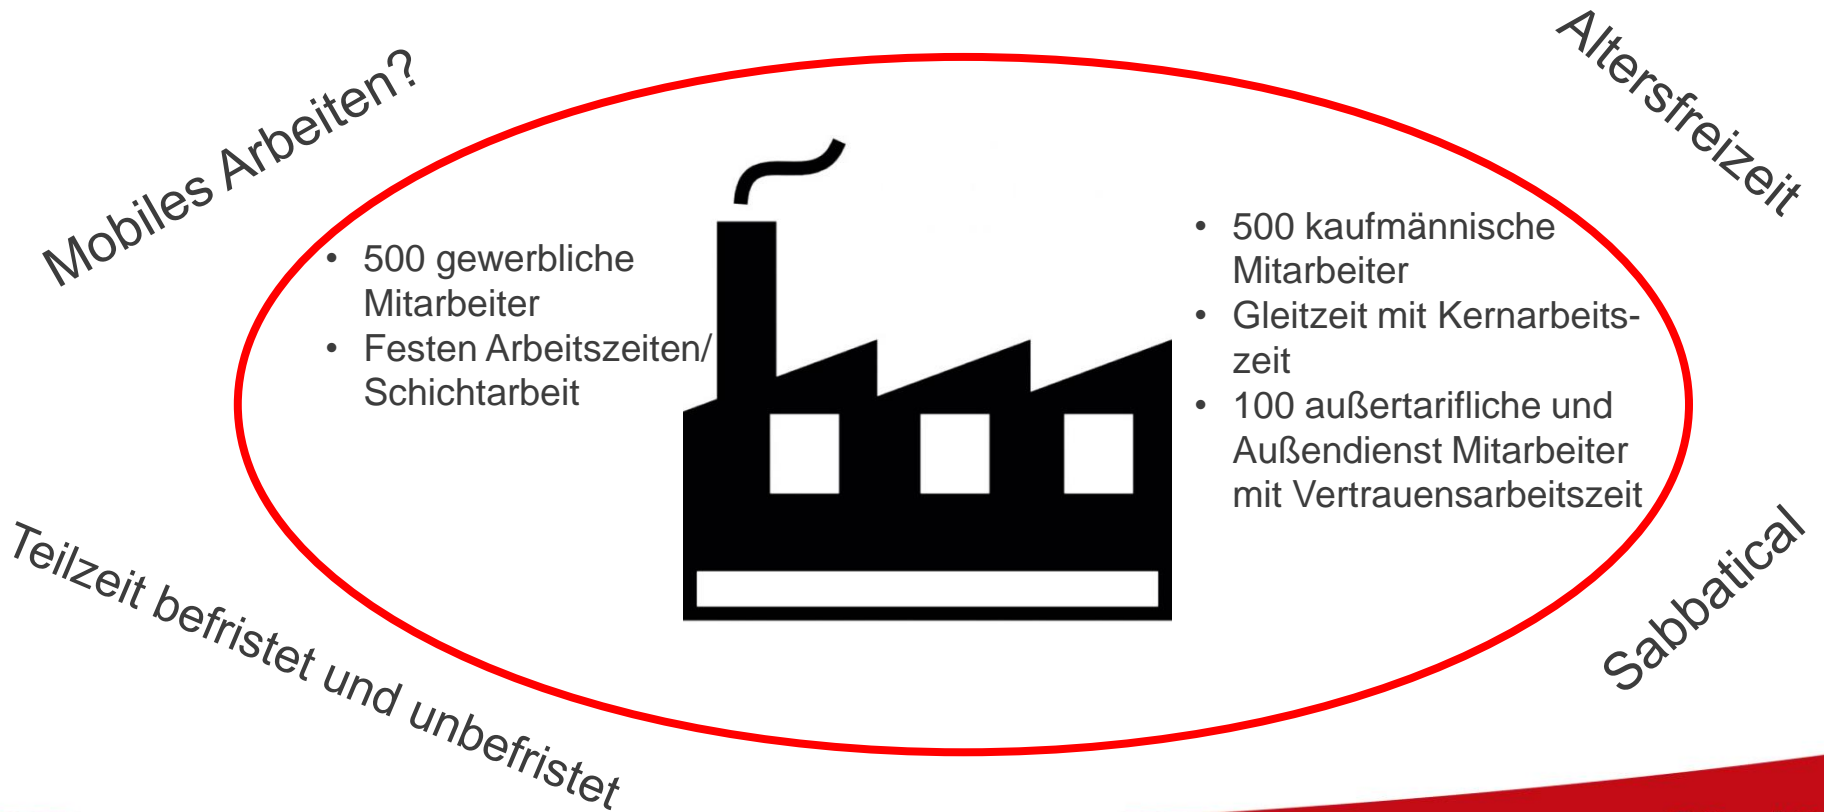 Mobiles Arbeiten?
Altersfreizeit
• 500 gewerbliche
Mitarbeiter
• Festen Arbeitszeiten/
Schichtarbeit
• 500 kaufmännische
Mitarbeiter
• Gleitzeit mit Kernarbeits-
zeit
• 100 außertarifliche und
Außendienst Mitarbeiter
mit Vertrauensarbeitszeit
Teilzeit befristet und unbefristet
Sabbatical